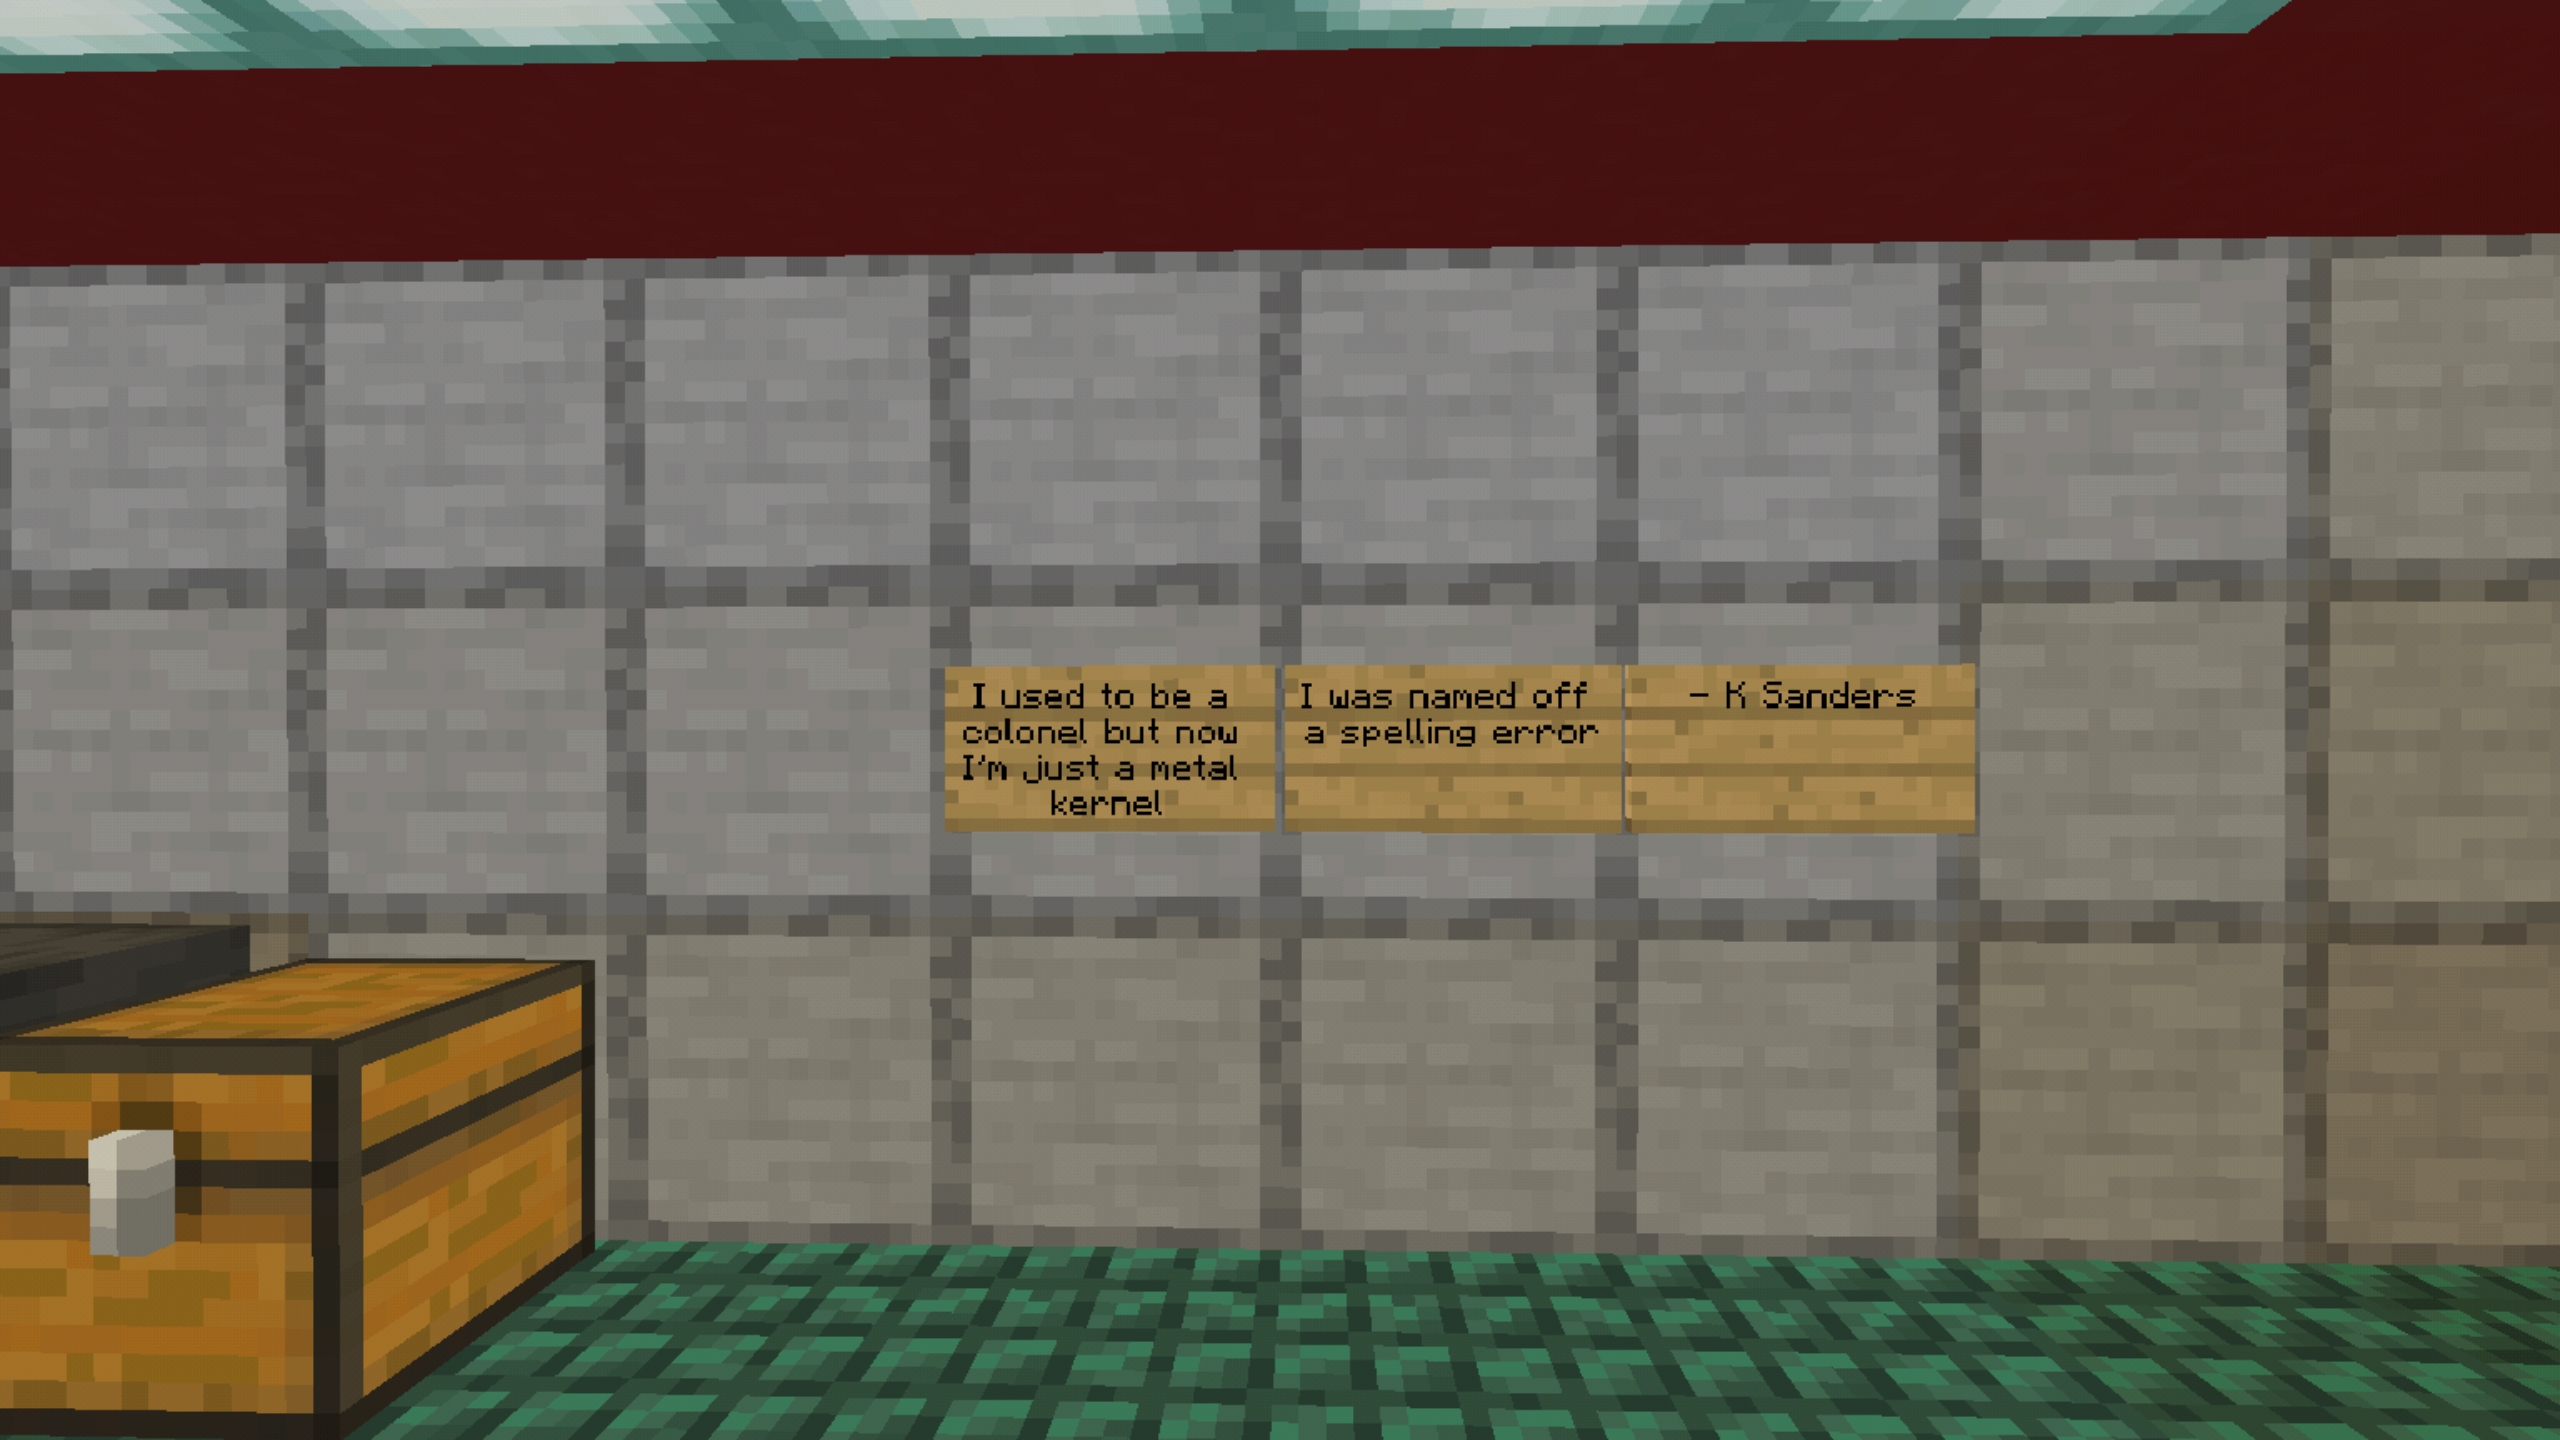 I used to be a
colonel but now
I'm just a metal
kernel
I was named off
a spelling error
- K Sanders